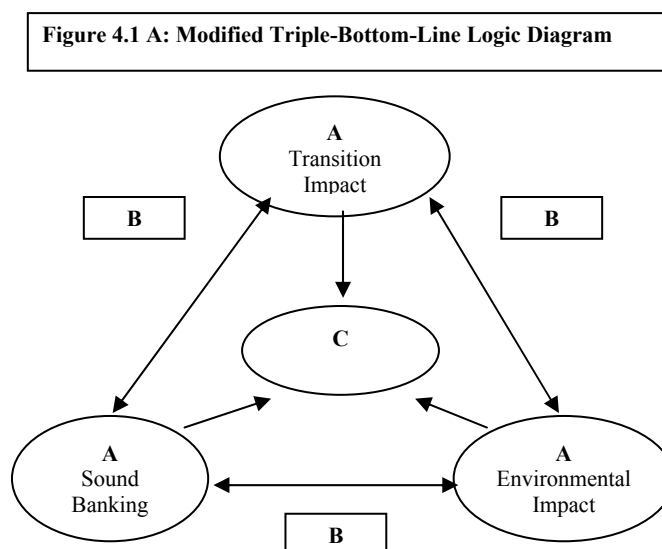 Figure 4.1 A: Modified Triple-Bottom-Line Logic Diagram
A
Transition
Impact
B
B
C
A
Sound
Banking
A
Environmental
Impact
B